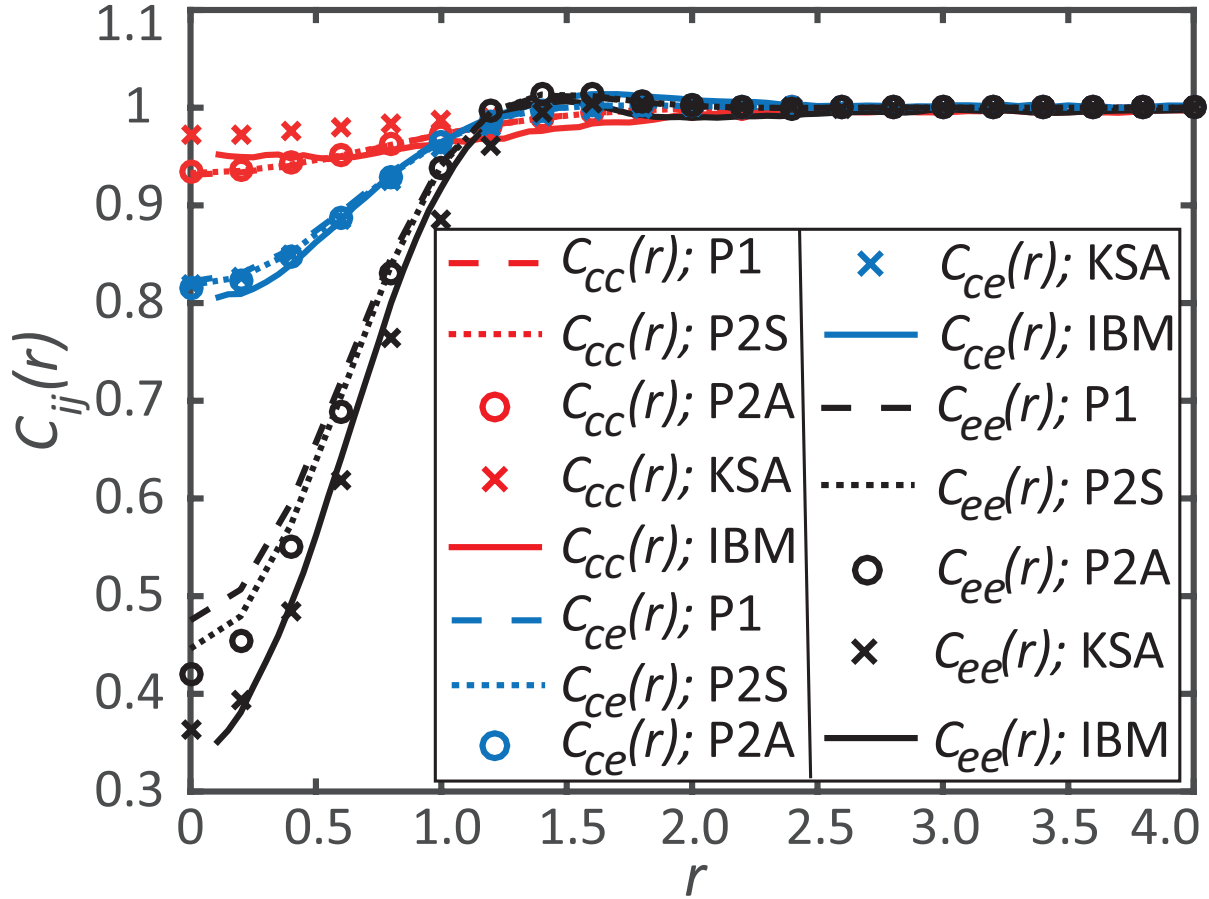 1.1
1
0.9
0.8
0.7
0.6
0.5
0.4
0.3
C_ij(r)
0 0.5 1.0 1.5 2.0 2.5 3.0 3.5 4.0
r
C_cc(r); P1
C_cc(r); P2S
C_cc(r); P2A
C_cc(r); KSA
C_cc(r); IBM
C_ce(r); P1
C_ce(r); P2S
C_ce(r); P2A
C_ce(r); KSA
C_ce(r); IBM
C_ee(r); P1
C_ee(r); P2S
C_ee(r); P2A
C_ee(r); KSA
C_ee(r); IBM